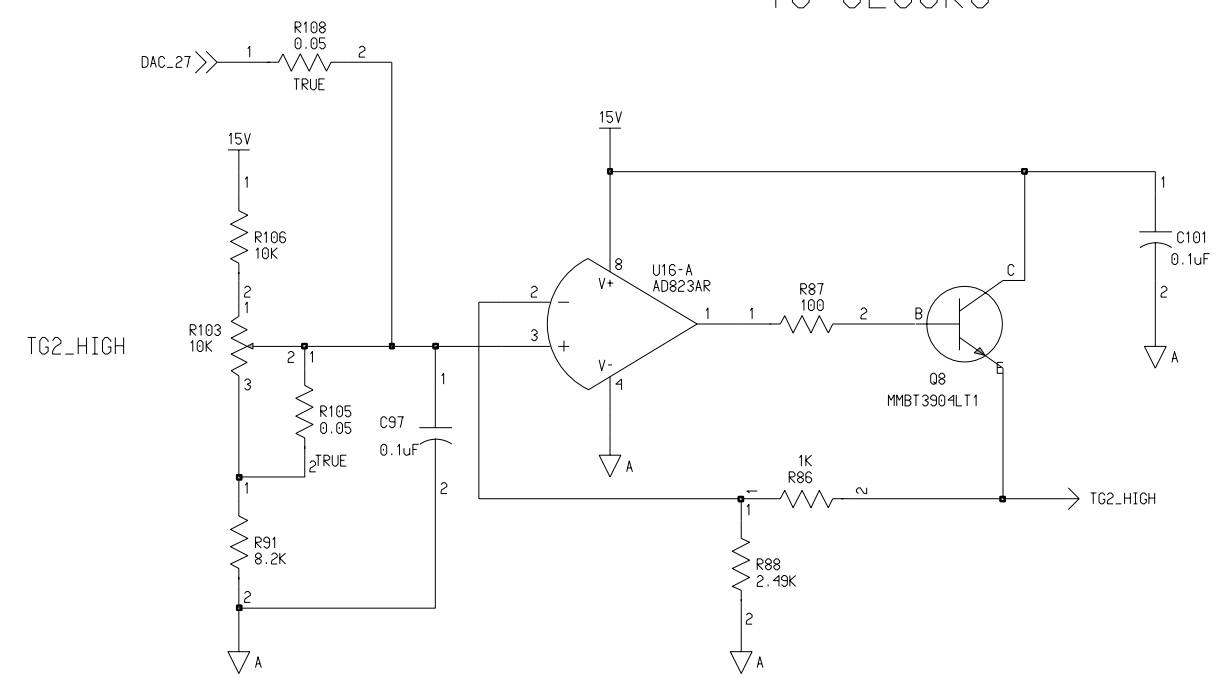 R108
0.05
DAC_27
1
2
TRUE
15V
1
R106
10K
2
1
R103
10K
TG2_HIGH
2
1
3
R105
0.05
2
TRUE
1
R91
8.2K
2
A
C97
0.1uF
1
2
15V
8
V+
U16-A
AD823AR
2
3
1
V-
4
A
R87
100
1
2
B
C
E
Q8
MMBT3904LT1
1
C101
0.1uF
2
A
1K
R86
1
2
TG2_HIGH
1
R88
2.49K
2
A